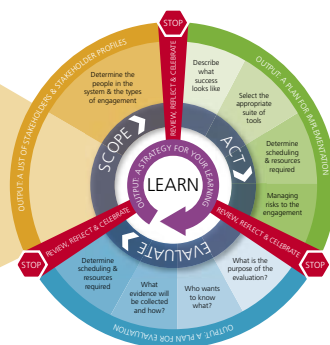 STOP
OUTPUT: A LIST OF STAKEHOLDERS & STAKEHOLDER PROFILES
Determine the
people in the
system & the types
of engagement
SCOPE
REVIEW, REFLECT & CELEBRATE
Describe
what
success
looks like
Select the
appropriate
suite of
tools
Determine
scheduling
& resources
required
Managing
risks to the
engagement
OUTPUT: A PLAN FOR IMPLEMENTATION
ACT
OUTPUT: A STRATEGY FOR YOUR LEARNING
LEARN
REVIEW, REFLECT & CELEBRATE
STOP
What is the
purpose of the
evaluation?
Who wants
to know
what?
What
evidence will
be collected
and how?
Determine
scheduling &
resources
required
EVALUATE
OUTPUT: A PLAN FOR EVALUATION
REVIEW, REFLECT & CELEBRATE
STOP